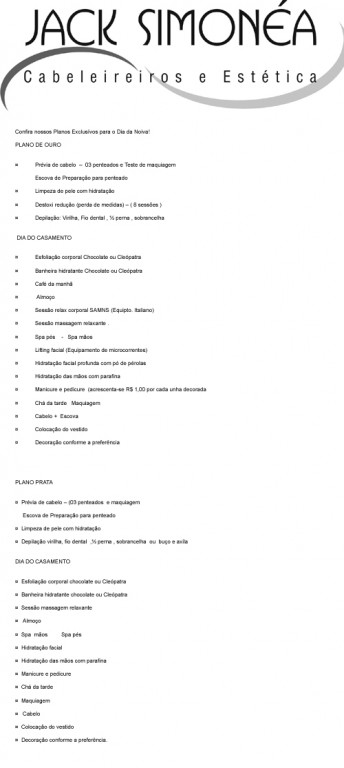 JACK SIMONÉA
Cabeleireiros e Estética
Confira nossos Planos Exclusivos para o Dia da Noiva!
PLANO DE OURO
¤ Prévia de cabelo – 03 penteados e Teste de maquiagem
Escova de Preparação para penteado
¤ Limpeza de pele com hidratação
¤ Destoxi redução (perda de medidas) – ( 6 sessões )
¤ Depilação: Virilha, Fio dental , ½ perna , sobrancelha
DIA DO CASAMENTO
¤ Esfoliação corporal Chocolate ou Cleópatra
¤ Banheira hidratante Chocolate ou Cleópatra
¤ Café da manhã
¤ Almoço
¤ Sessão relax corporal SAMNS (Equipto. Italiano)
¤ Sessão massagem relaxante
¤ Spa pés - Spa mãos
¤ Lifting facial (Equipamento de microcorrentes)
¤ Hidratação facial profunda com pó de pérolas
¤ Hidratação das mãos com parafina
¤ Manicure e pedicure (acrescenta-se R$ 1,00 por cada unha decorada
¤ Chá da tarde Maquiagem
¤ Cabelo + Escova
¤ Colocação do vestido
¤ Decoração conforme a preferência
PLANO PRATA
¤ Prévia de cabelo – (03 penteados e maquiagem
Escova de Preparação para penteado
¤ Limpeza de pele com hidratação
¤ Depilação virilha, fio dental ,½ perna , sobrancelha ou buço e axila
DIA DO CASAMENTO
¤ Esfoliação corporal chocolate ou Cleópatra
¤ Banheira hidratante chocolate ou Cleópatra
¤ Sessão massagem relaxante
¤ Almoço
¤ Spa mãos Spa pés
¤ Hidratação facial
¤ Hidratação das mãos com parafina
¤ Manicure e pedicure
¤ Chá da tarde
¤ Maquiagem
¤ Cabelo
¤ Colocação do vestido
¤ Decoração conforme a preferência.